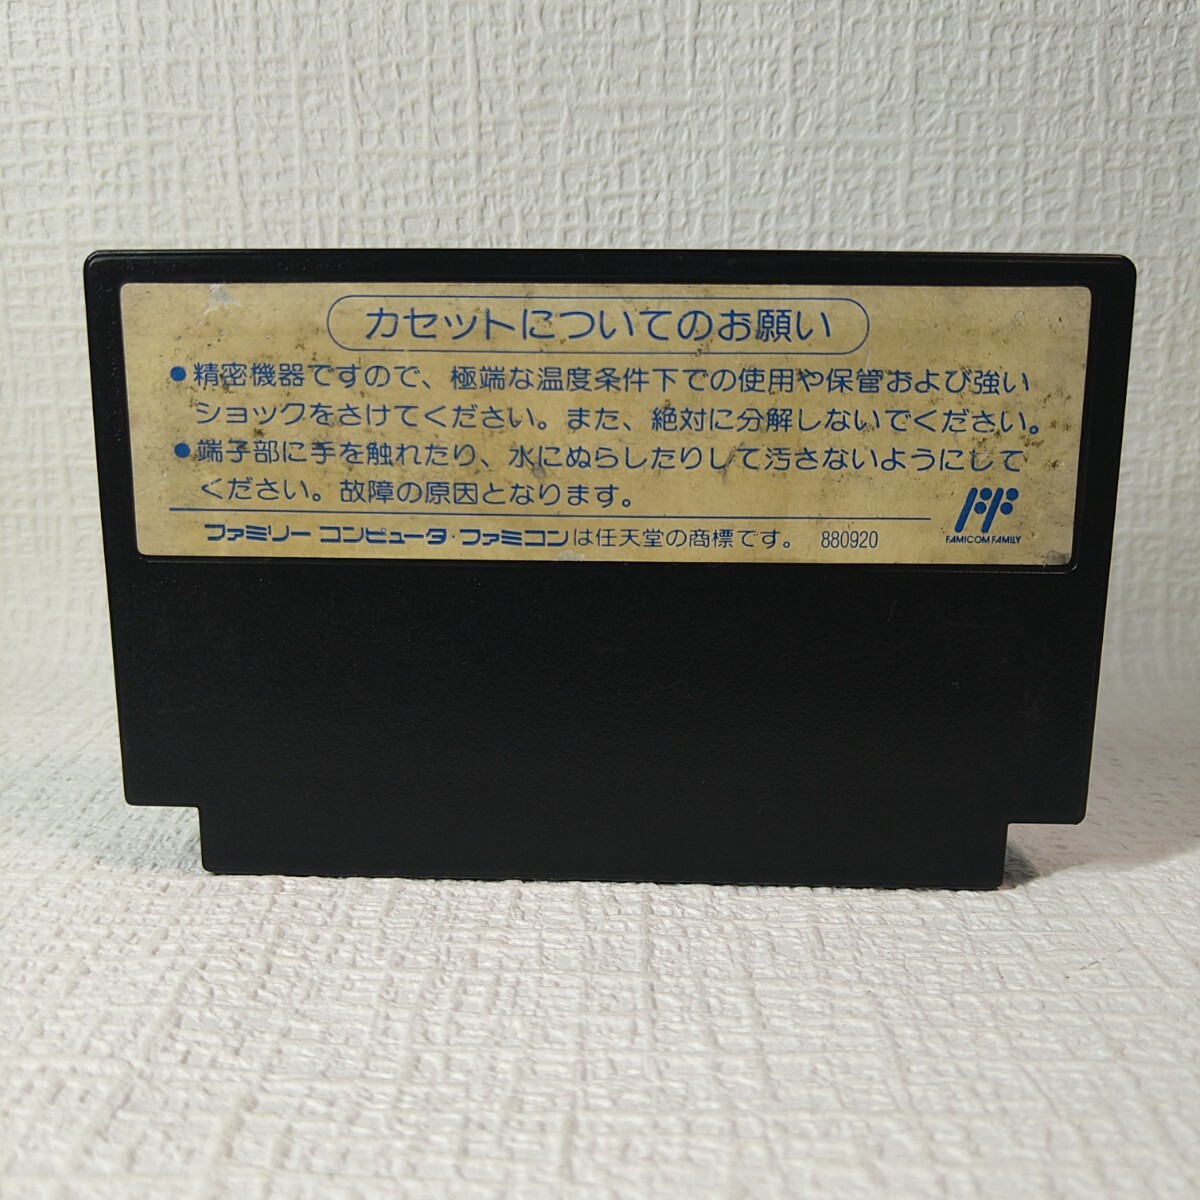 カセットについてのお願い
●精密機器ですので、極端な温度条件下での使用や保管および強い
ショックをさけてください。また、絶対に分解しないでください。
●端子部に手を触れたり、水にぬらしたりして汚さないようにして
ください。故障の原因となります。
ファミリーコンピュータ・ファミコンは任天堂の商標です。 880920
FF
FAMICOM FAMILY